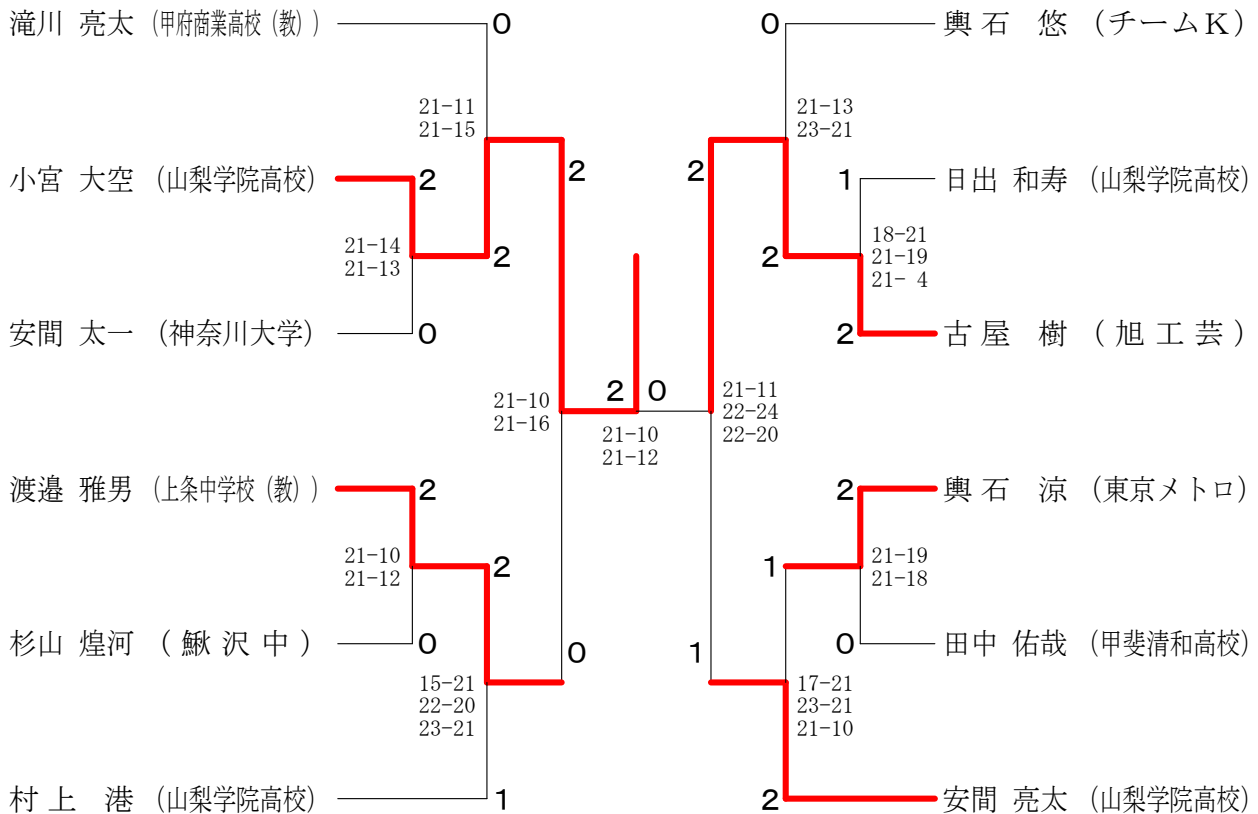 滝川 亮太 (甲府商業高校(教)) 0 0 輿石 悠 (チームK)
21-11 21-13
21-15 23-21
小宮 大空 (山梨学院高校) 2 2 2 1 日出 和寿 (山梨学院高校)
21-14 18-21
21-13 2 2 21-19
21- 4
安間 太一 (神奈川大学) 0 2 古屋 樹 (旭工芸)
21-10 2 0 21-11
21-16 21-10 22-24
21-12 22-20
渡邉 雅男 (上条中学校(教)) 2 2 輿石 涼 (東京メトロ)
21-10 2 1 21-19
21-12 21-18
杉山 煌河 (鰍沢中) 0 0 1 0 田中 佑哉 (甲斐清和高校)
15-21 17-21
22-20 23-21
23-21 21-10
村上 港 (山梨学院高校) 1 2 安間 亮太 (山梨学院高校)